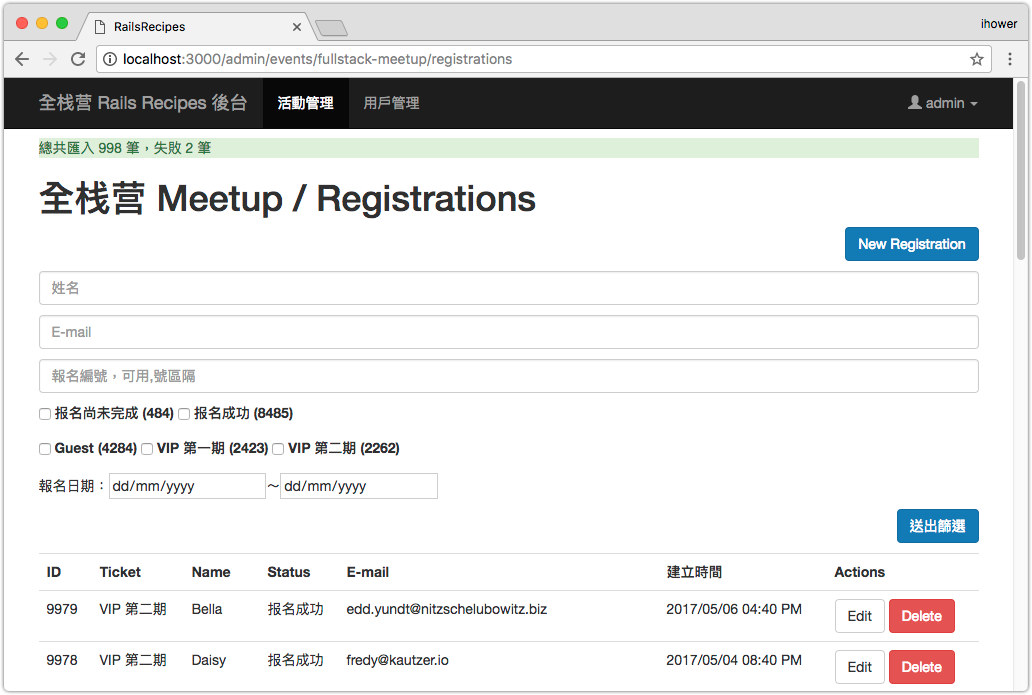 RailsRecipes
ihower
localhost:3000/admin/events/fullstack-meetup/registrations
全栈营 Rails Recipes 後台 活動管理 用戶管理 admin
總共匯入 998 筆，失敗 2 筆
全栈营 Meetup / Registrations
New Registration
姓名
E-mail
報名編號，可用,號區隔
报名尚未完成 (484) 报名成功 (8485)
Guest (4284) VIP 第一期 (2423) VIP 第二期 (2262)
報名日期：dd/mm/yyyy ～ dd/mm/yyyy
送出篩選
ID Ticket Name Status E-mail 建立時間 Actions
9979 VIP 第二期 Bella 报名成功 edd.yundt@nitzschelubowitz.biz 2017/05/06 04:40 PM Edit Delete
9978 VIP 第二期 Daisy 报名成功 fredy@kautzer.io 2017/05/04 08:40 PM Edit Delete